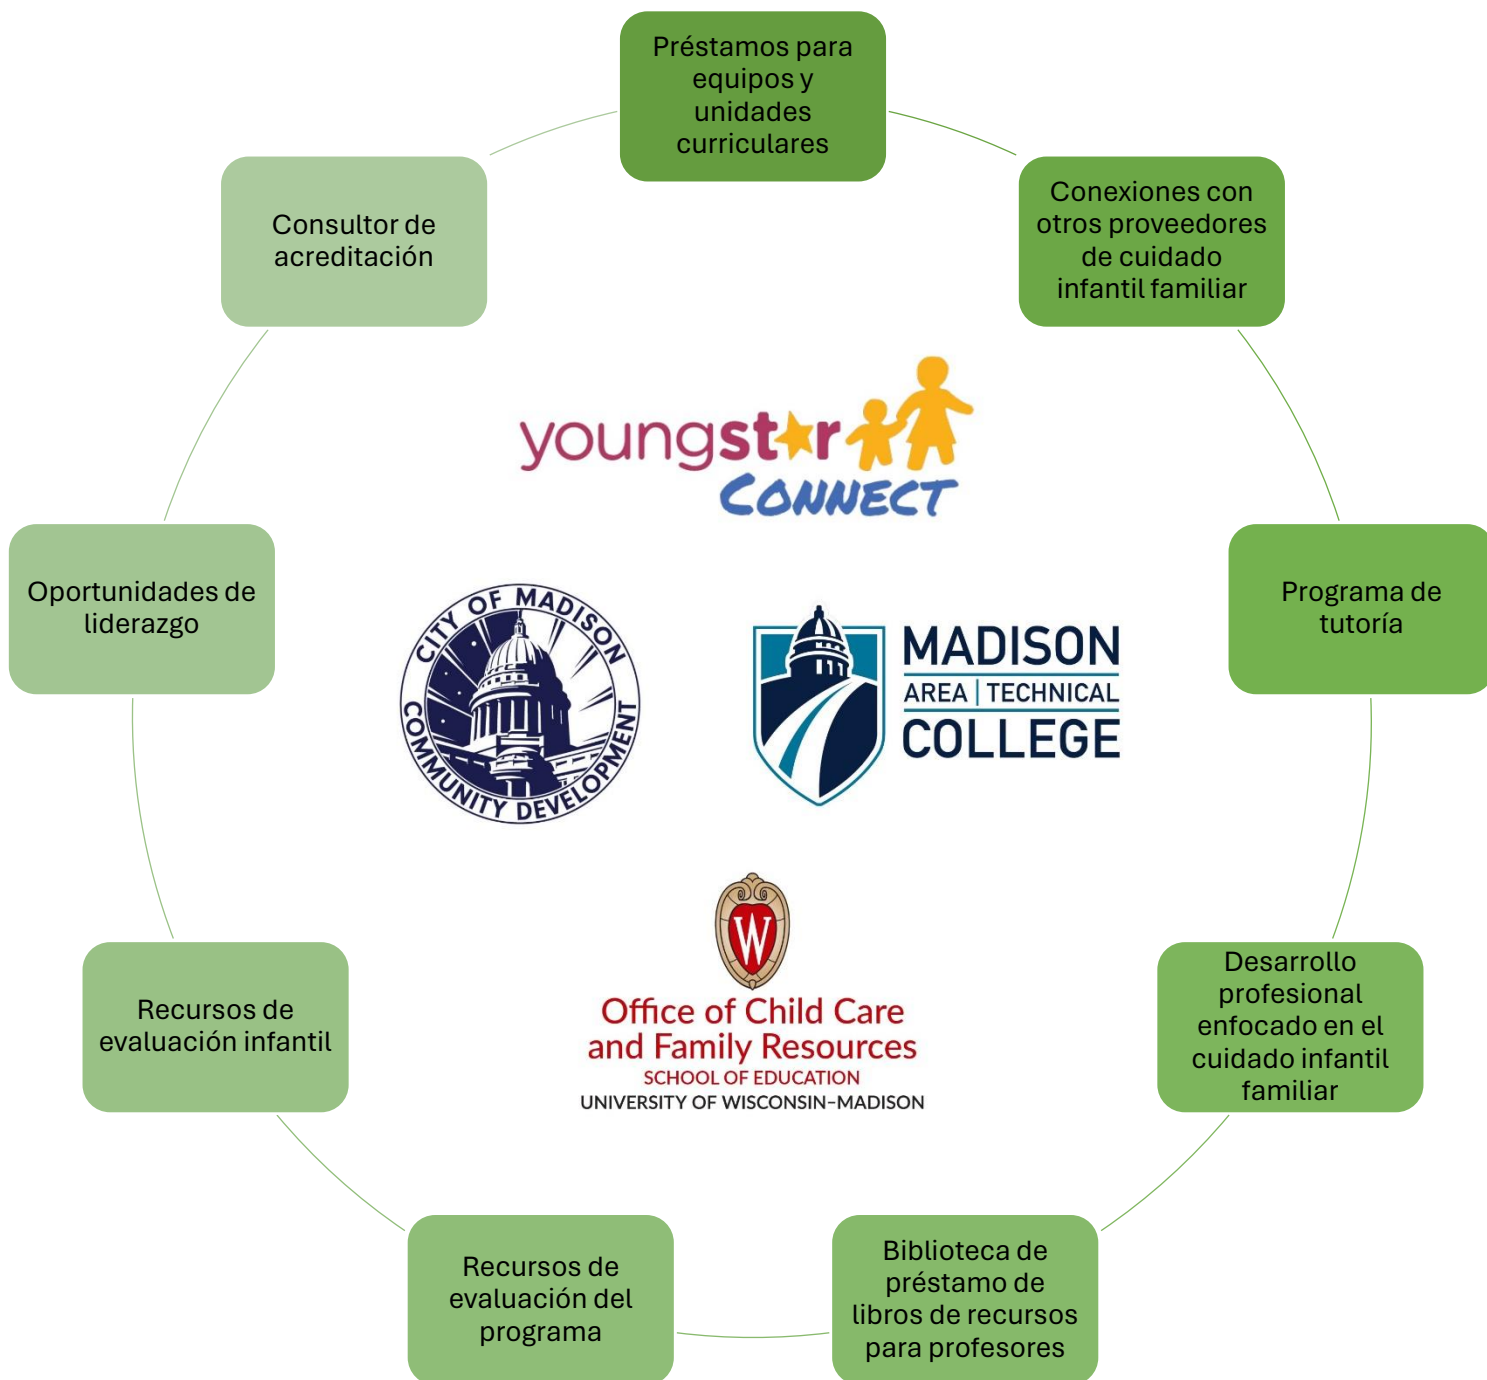 Préstamos para
equipos y
unidades
curriculares
Conexiones con
otros proveedores
de cuidado
infantil familiar
Programa de
tutoría
Desarrollo
profesional
enfocado en el
cuidado infantil
familiar
Biblioteca de
préstamo de
libros de recursos
para profesores
Recursos de
evaluación del
programa
Recursos de
evaluación infantil
Oportunidades de
liderazgo
Consultor de
acreditación
youngstar
CONNECT
CITY OF MADISON
COMMUNITY DEVELOPMENT
MADISON
AREA | TECHNICAL
COLLEGE
W
Office of Child Care
and Family Resources
SCHOOL OF EDUCATION
UNIVERSITY OF WISCONSIN–MADISON